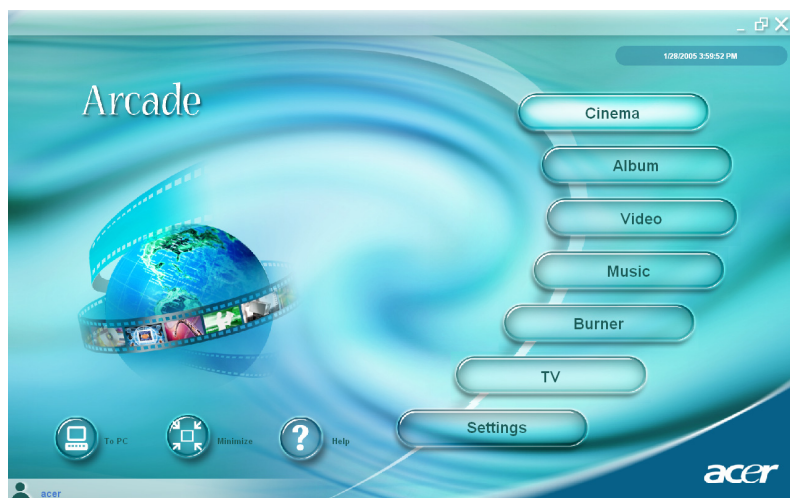 1/28/2005 3:59:52 PM
Arcade
Cinema
Album
Video
Music
Burner
TV
Settings
To PC
Minimize
Help
acer
acer